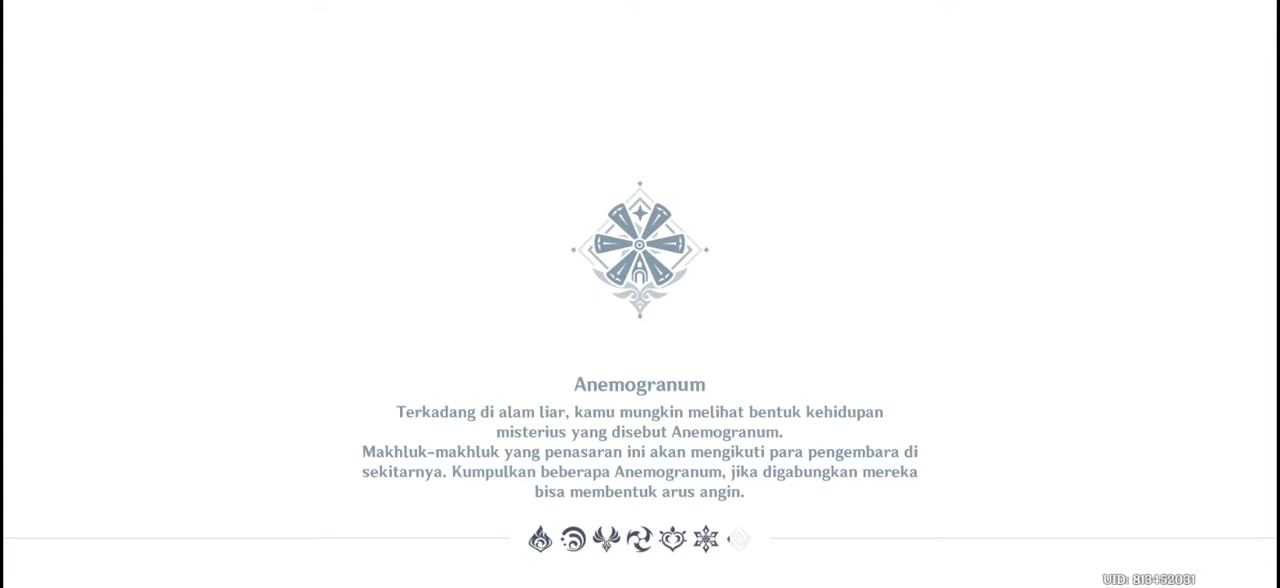 Anemogranum
Terkadang di alam liar, kamu mungkin melihat bentuk kehidupan
misterius yang disebut Anemogranum.
Makhluk-makhluk yang penasaran ini akan mengikuti para pengembara di
sekitarnya. Kumpulkan beberapa Anemogranum, jika digabungkan mereka
bisa membentuk arus angin.
UID: 813452031